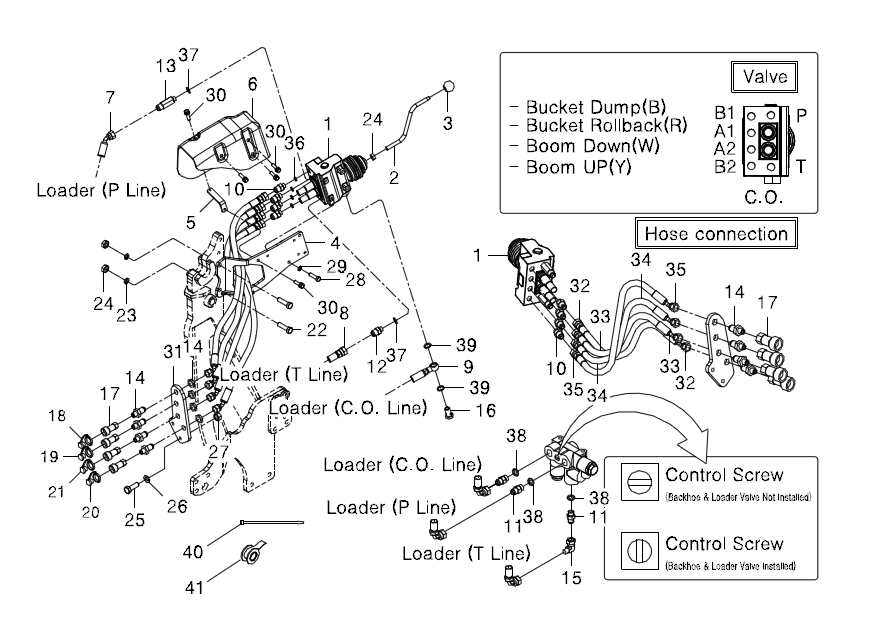 37
13
7
30
6
Loader (P Line)
1
24
3
30
36
10
2
5
4
29
28
30
24
23
22
8
14
31
Loader (T Line)
12
37
39
9
39
16
Loader (C.O. Line)
17
14
18
19
21
20
25
26
27
40
41
Valve
B1
A1
A2
B2
P
T
C.O.
- Bucket Dump(B)
- Bucket Rollback(R)
- Boom Down(W)
- Boom UP(Y)
Hose connection
1
32
33
34
35
14
17
10
35
34
33
32
38
Loader (C.O. Line)
Loader (P Line)
11
38
38
11
Loader (T Line)
15
Control Screw
(Backhoe & Loader Valve Not Installed)
Control Screw
(Backhoe & Loader Valve Installed)